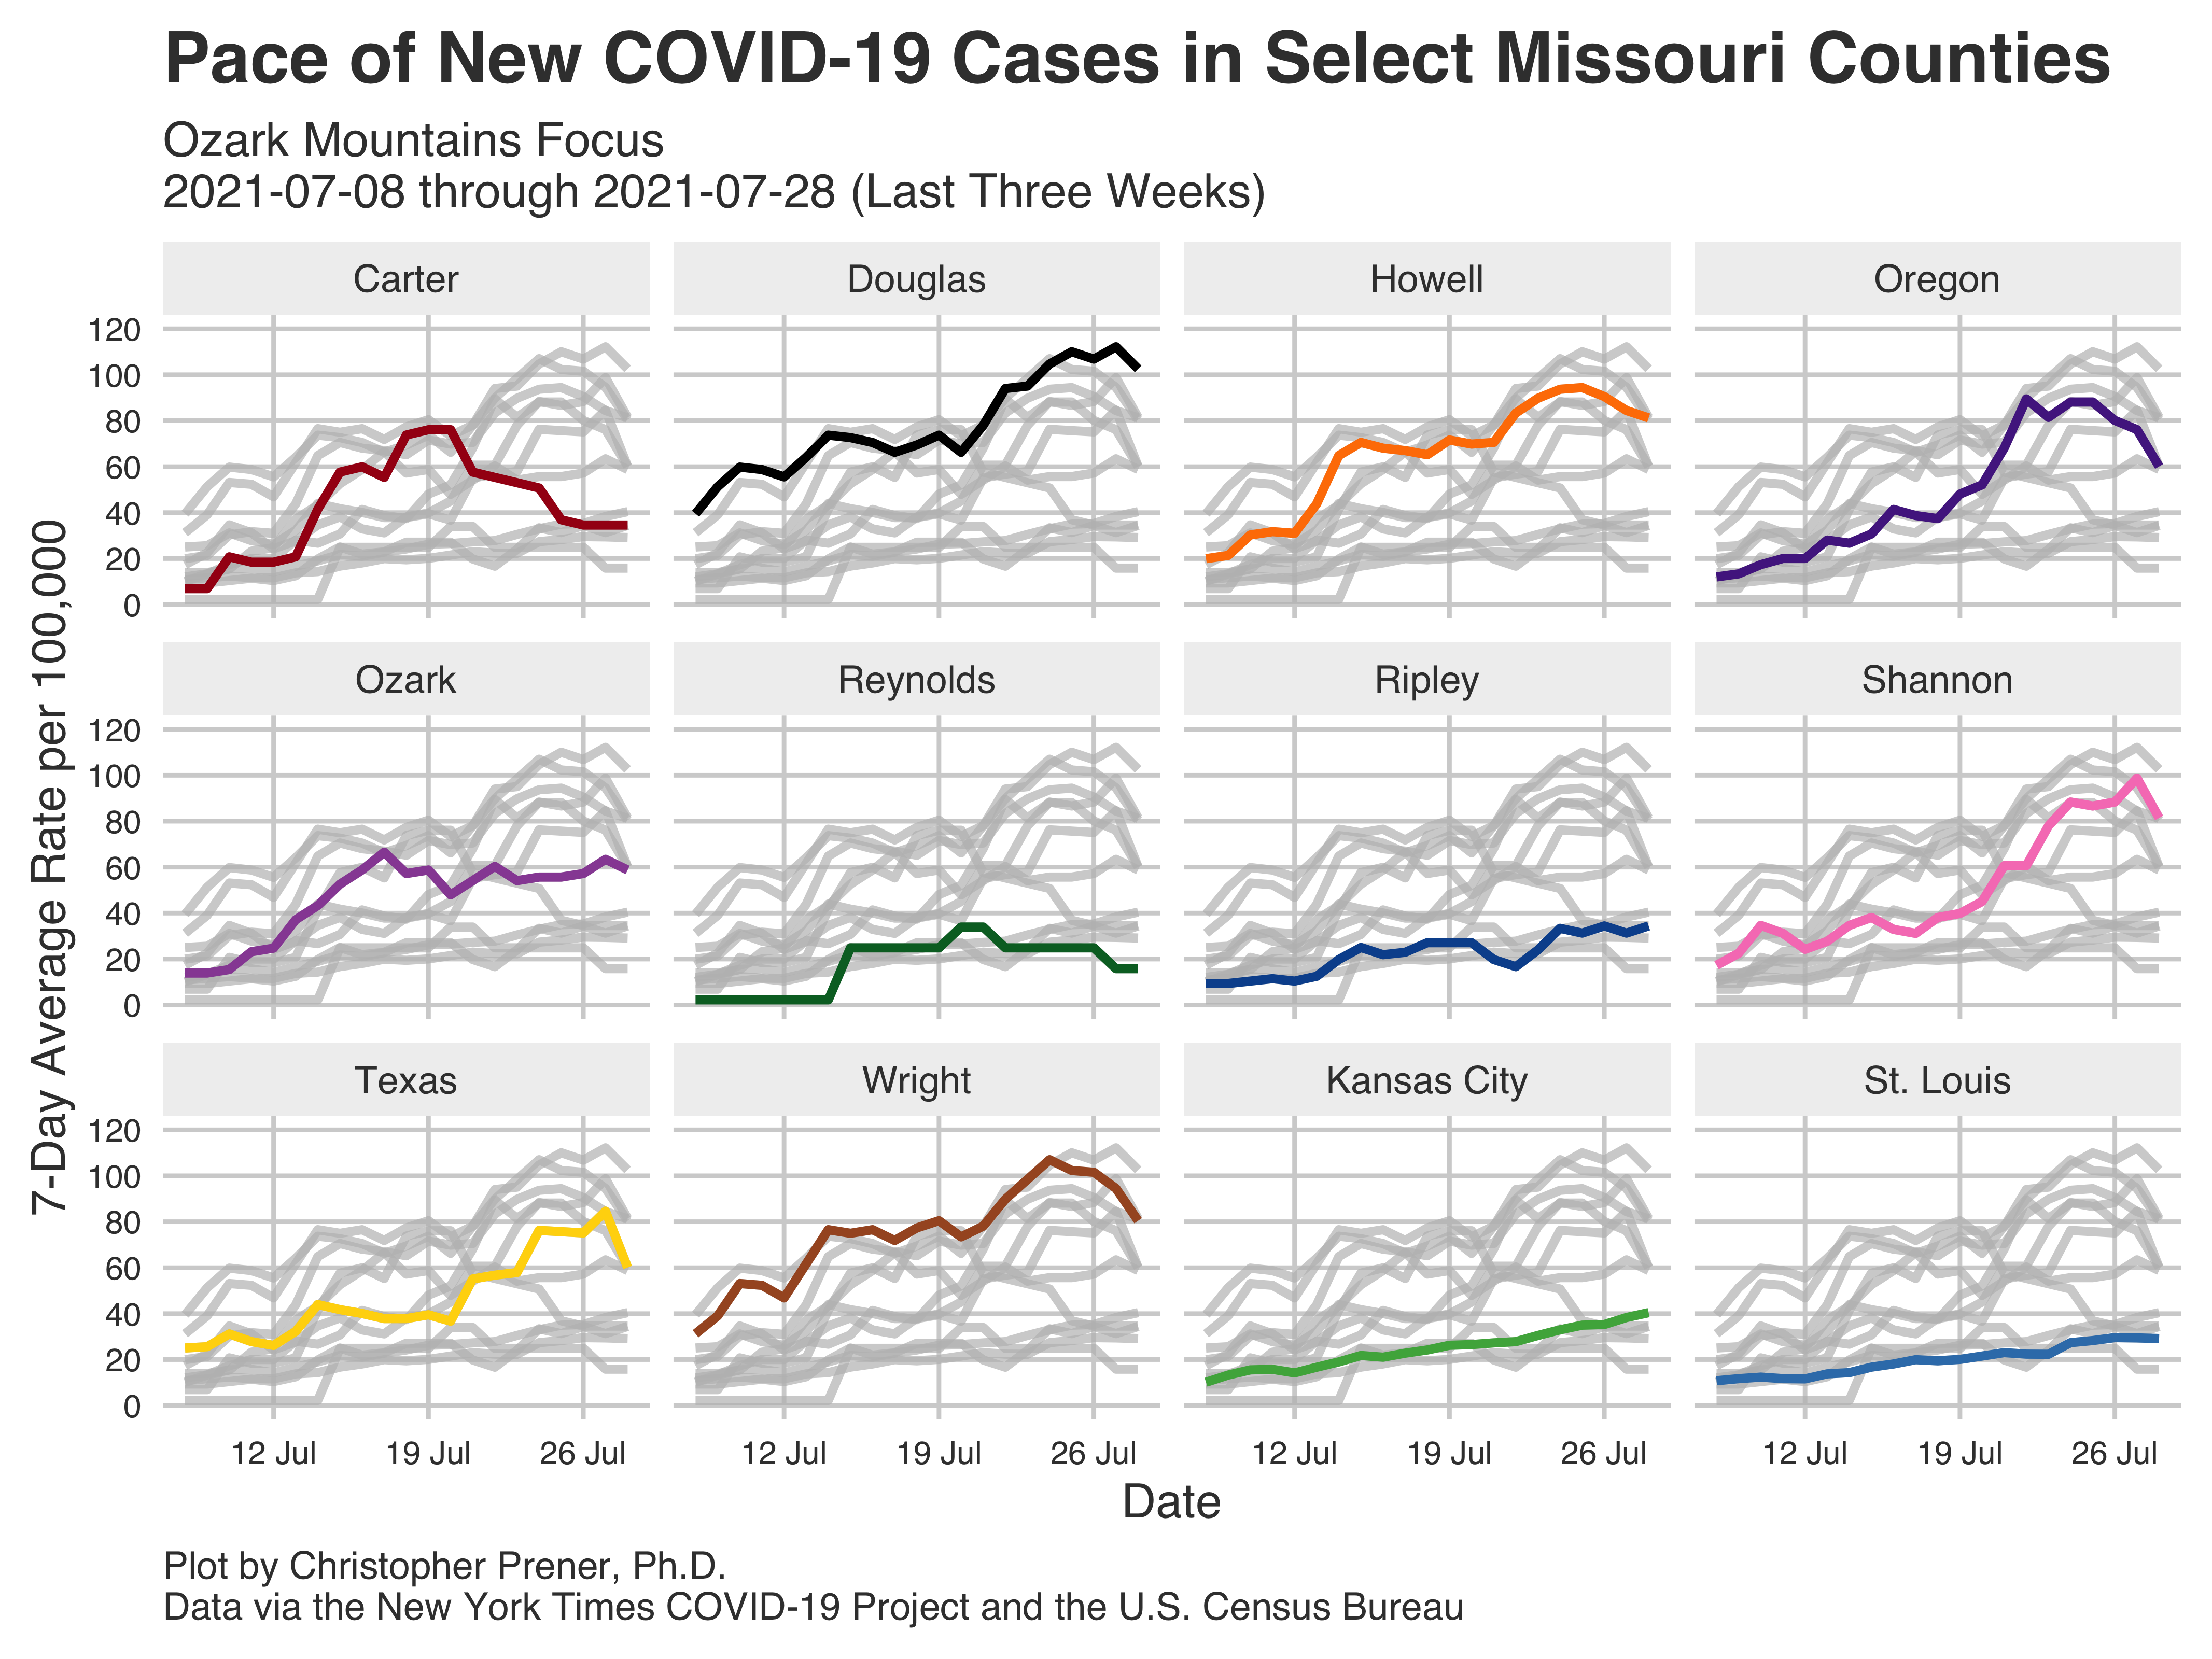 Pace of New COVID-19 Cases in Select Missouri Counties
Ozark Mountains Focus
2021-07-08 through 2021-07-28 (Last Three Weeks)
7-Day Average Rate per 100,000
Carter
Douglas
Howell
Oregon
120
100
80
60
40
20
0
Ozark
Reynolds
Ripley
Shannon
120
100
80
60
40
20
0
Texas
Wright
Kansas City
St. Louis
120
100
80
60
40
20
0
12 Jul 19 Jul 26 Jul
12 Jul 19 Jul 26 Jul
12 Jul 19 Jul 26 Jul
12 Jul 19 Jul 26 Jul
Date
Plot by Christopher Prener, Ph.D.
Data via the New York Times COVID-19 Project and the U.S. Census Bureau